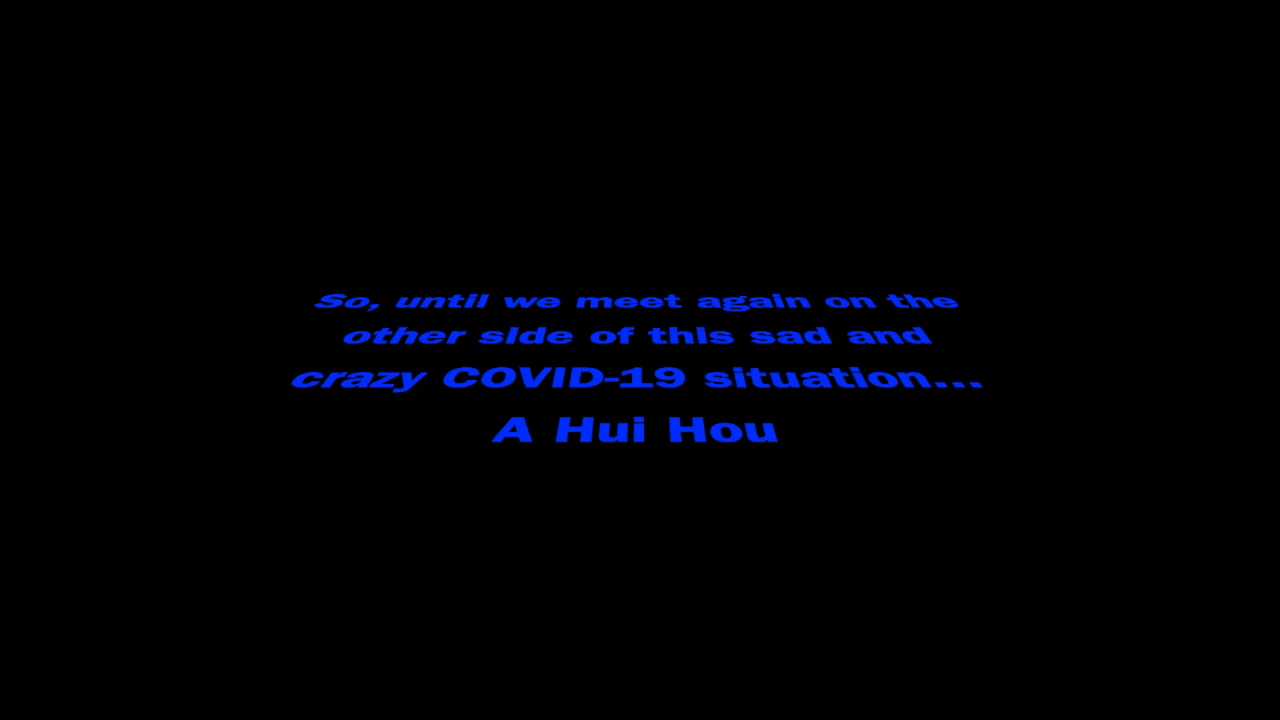 So, until we meet again on the
other side of this sad and
crazy COVID-19 situation...
A Hui Hou